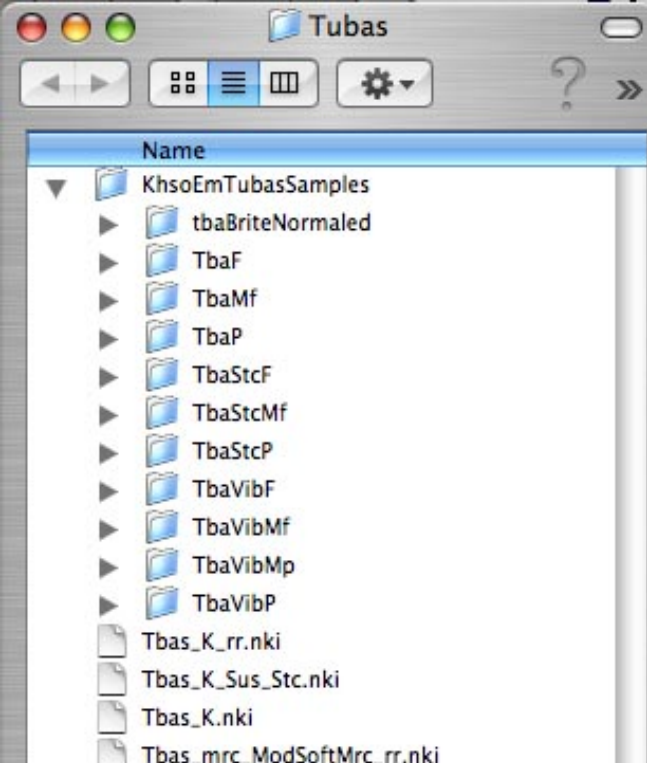 Tubas
Name
KhsoEmTubasSamples
tbaBriteNormaled
TbaF
TbaMf
TbaP
TbaStcF
TbaStcMf
TbaStcP
TbaVibF
TbaVibMf
TbaVibMp
TbaVibP
Tbas_K_rr.nki
Tbas_K_Sus_Stc.nki
Tbas_K.nki
Tbas_mrc_ModSoftMrc_rr.nki